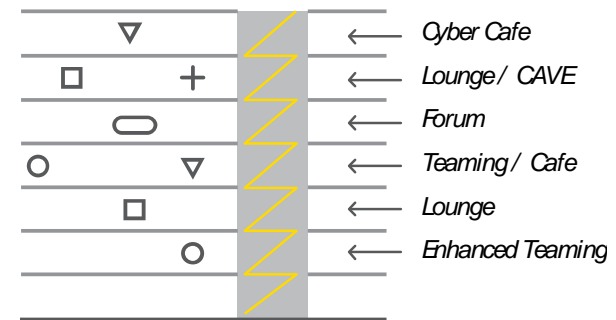 Cyber Cafe
Lounge / CAVE
Forum
Teaming / Cafe
Lounge
Enhanced Teaming